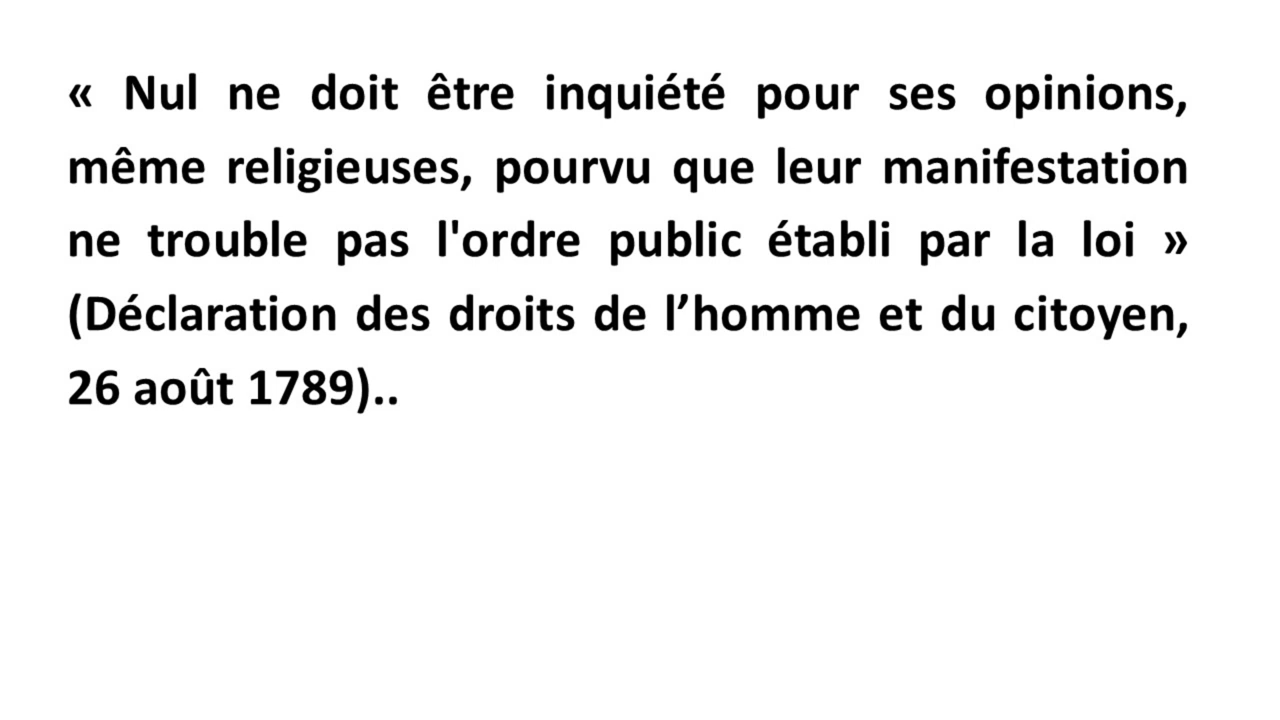 « Nul ne doit être inquiété pour ses opinions,
même religieuses, pourvu que leur manifestation
ne trouble pas l'ordre public établi par la loi »
(Déclaration des droits de l’homme et du citoyen,
26 août 1789)..